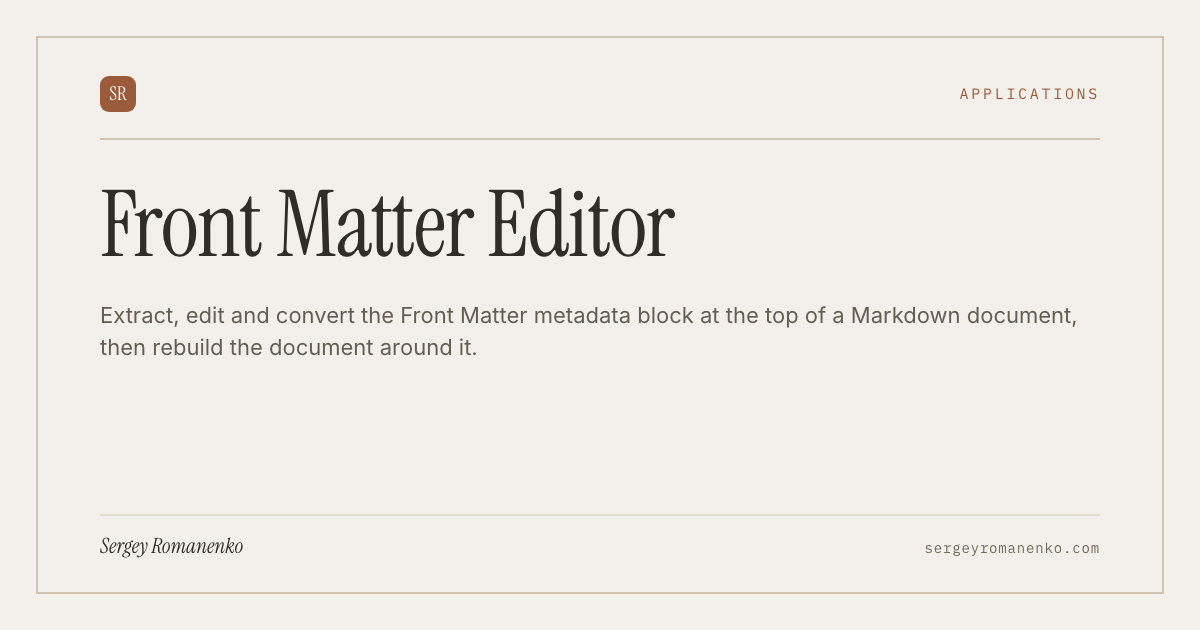 SR
APPLICATIONS
Front Matter Editor
Extract, edit and convert the Front Matter metadata block at the top of a Markdown document,
then rebuild the document around it.
Sergey Romanenko
sergeyromanenko.com